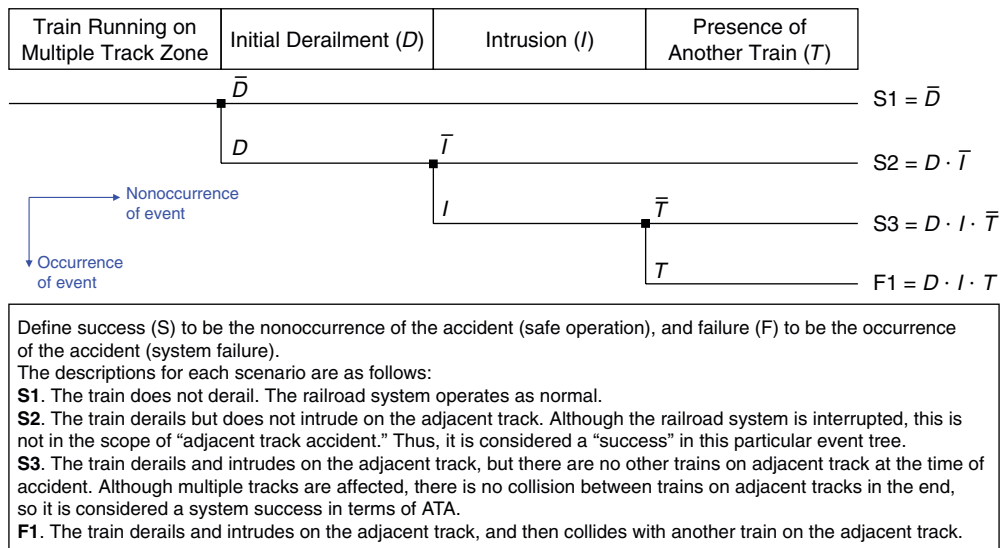 Train Running on
Multiple Track Zone
Initial Derailment (D)
Intrusion (I)
Presence of
Another Train (T)
D̅
S1 = D̅
D
I̅
S2 = D · I̅
I
T̅
S3 = D · I · T̅
T
F1 = D · I · T
Nonoccurrence
of event
Occurrence
of event
Define success (S) to be the nonoccurrence of the accident (safe operation), and failure (F) to be the occurrence
of the accident (system failure).
The descriptions for each scenario are as follows:
S1. The train does not derail. The railroad system operates as normal.
S2. The train derails but does not intrude on the adjacent track. Although the railroad system is interrupted, this is
not in the scope of “adjacent track accident.” Thus, it is considered a “success” in this particular event tree.
S3. The train derails and intrudes on the adjacent track, but there are no other trains on adjacent track at the time of
accident. Although multiple tracks are affected, there is no collision between trains on adjacent tracks in the end,
so it is considered a system success in terms of ATA.
F1. The train derails and intrudes on the adjacent track, and then collides with another train on the adjacent track.